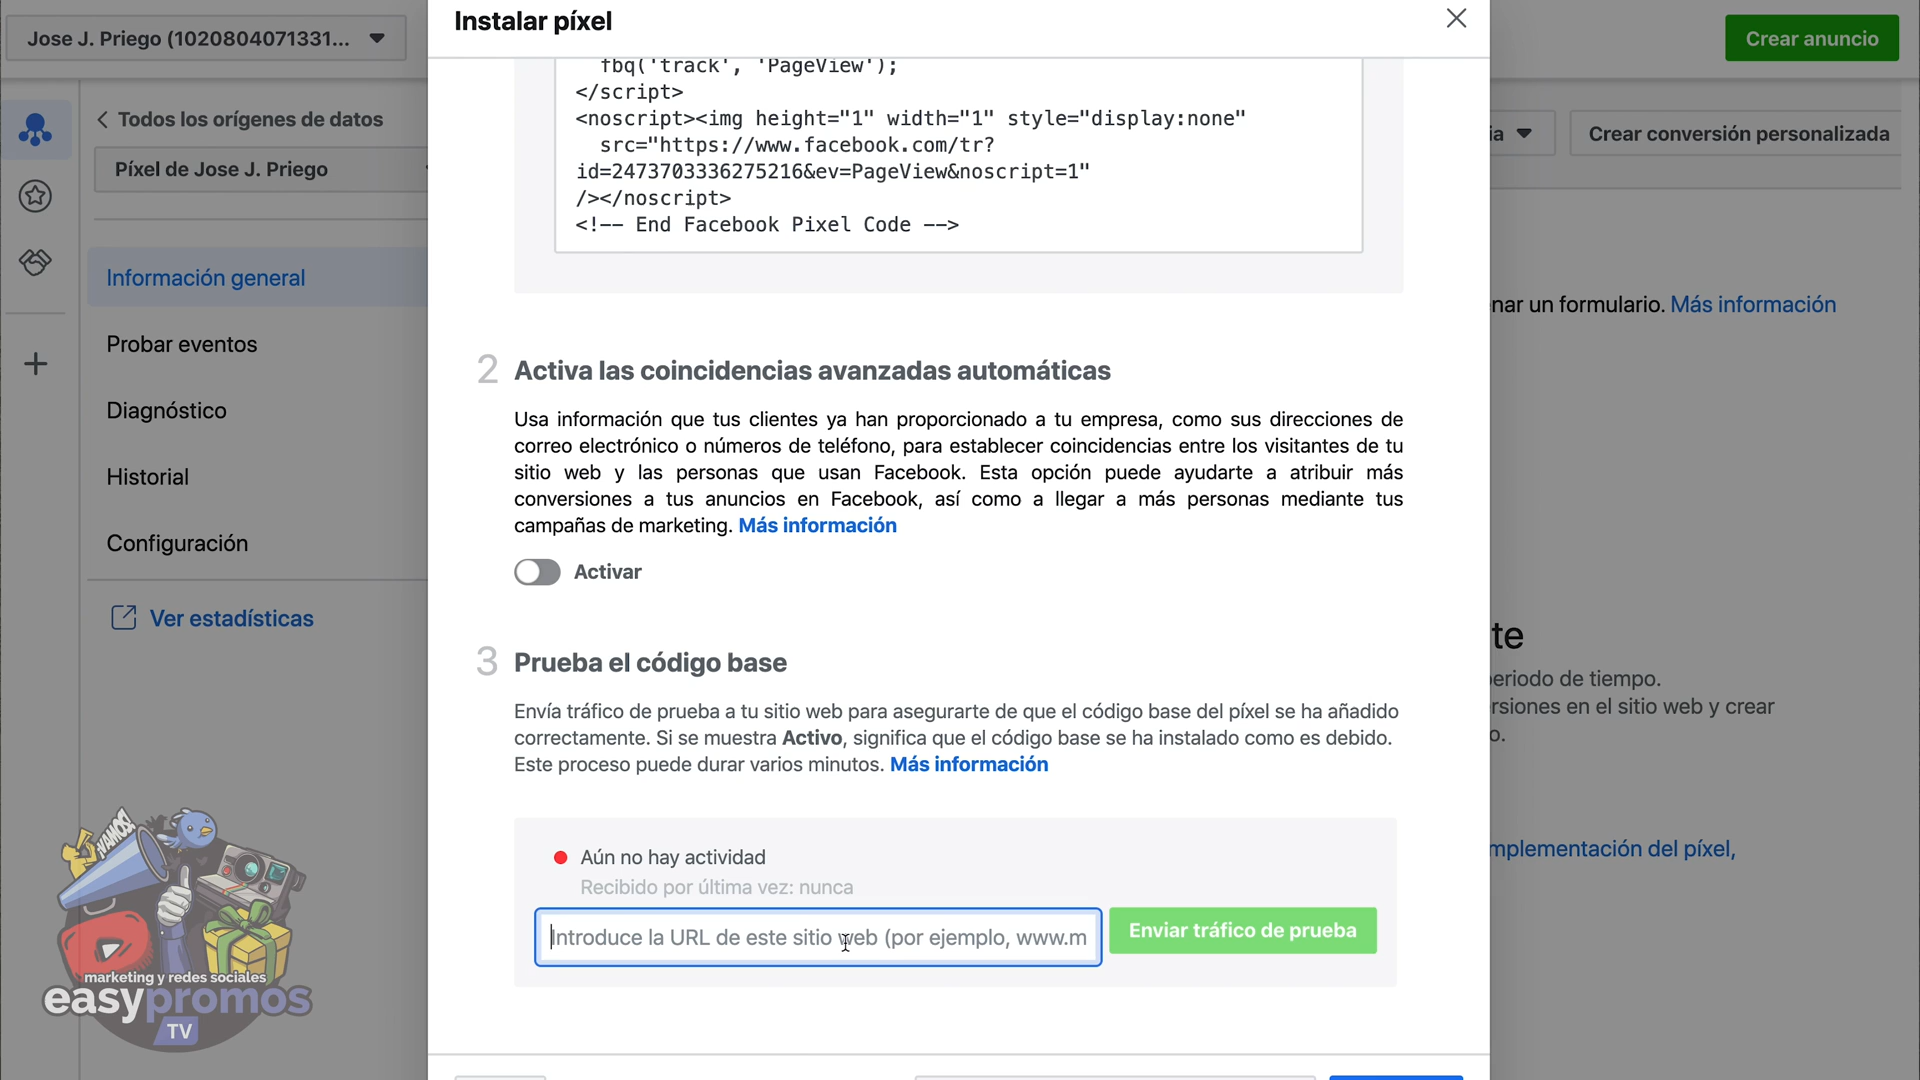 Instalar píxel
Jose J. Priego (1020804071331...
Crear anuncio
fbq('track', 'PageView');
</script>
<noscript><img height="1" width="1" style="display:none"
src="https://www.facebook.com/tr?
id=2473703336275216&ev=PageView&noscript=1"
/></noscript>
<!-- End Facebook Pixel Code -->
Todos los orígenes de datos
Píxel de Jose J. Priego
ia
Crear conversión personalizada
Información general
Probar eventos
Diagnóstico
Historial
Configuración
Ver estadísticas
nar un formulario. Más información
2 Activa las coincidencias avanzadas automáticas
Usa información que tus clientes ya han proporcionado a tu empresa, como sus direcciones de
correo electrónico o números de teléfono, para establecer coincidencias entre los visitantes de tu
sitio web y las personas que usan Facebook. Esta opción puede ayudarte a atribuir más
conversiones a tus anuncios en Facebook, así como a llegar a más personas mediante tus
campañas de marketing. Más información
Activar
3 Prueba el código base
Envía tráfico de prueba a tu sitio web para asegurarte de que el código base del píxel se ha añadido
correctamente. Si se muestra Activo, significa que el código base se ha instalado como es debido.
Este proceso puede durar varios minutos. Más información
te
periodo de tiempo.
rsiones en el sitio web y crear
o.
mplementación del píxel,
Aún no hay actividad
Recibido por última vez: nunca
Introduce la URL de este sitio web (por ejemplo, www.m
Enviar tráfico de prueba
¡VAMOS!
marketing y redes sociales
easypromos
TV